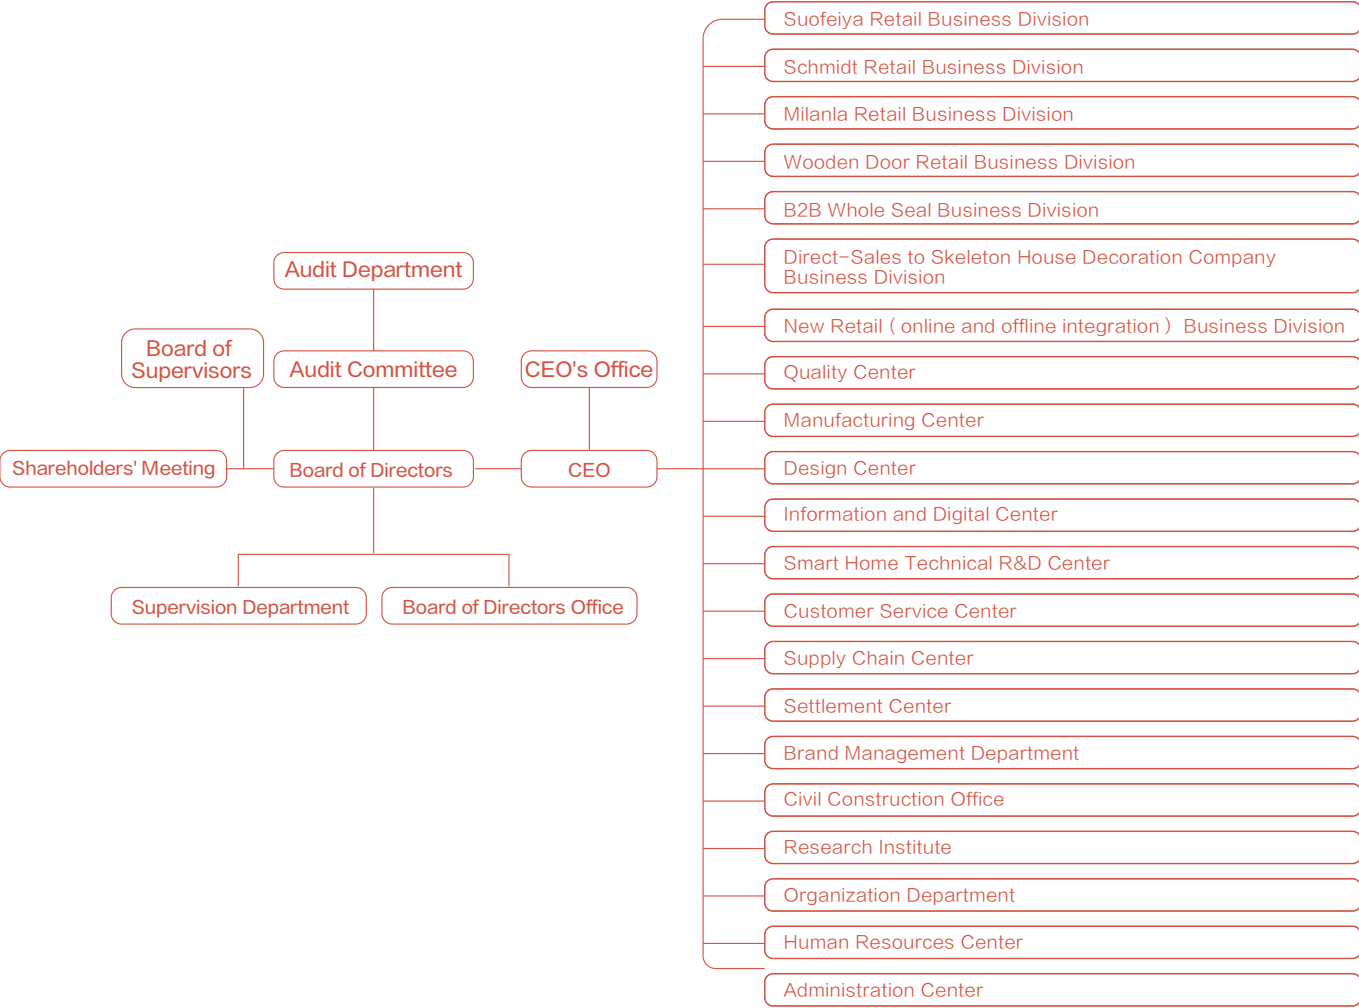 Audit Department
Board of
Supervisors
Audit Committee
CEO's Office
Shareholders' Meeting
Board of Directors
CEO
Supervision Department
Board of Directors Office
Suofeiya Retail Business Division
Schmidt Retail Business Division
Milanla Retail Business Division
Wooden Door Retail Business Division
B2B Whole Seal Business Division
Direct-Sales to Skeleton House Decoration Company
Business Division
New Retail ( online and offline integration ) Business Division
Quality Center
Manufacturing Center
Design Center
Information and Digital Center
Smart Home Technical R&D Center
Customer Service Center
Supply Chain Center
Settlement Center
Brand Management Department
Civil Construction Office
Research Institute
Organization Department
Human Resources Center
Administration Center